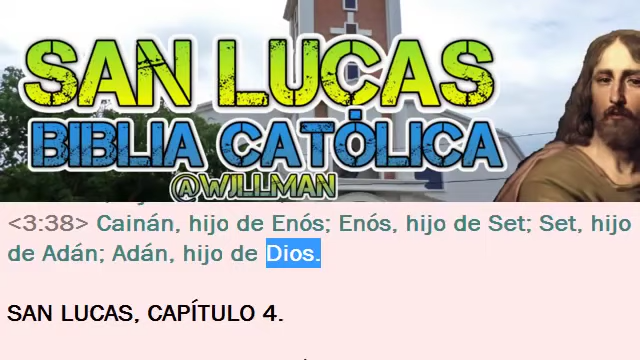 SAN LUCAS
BIBLIA CATÓLICA
@WILLMAN
<3:38> Cainán, hijo de Enós; Enós, hijo de Set; Set, hijo
de Adán; Adán, hijo de Dios.
SAN LUCAS, CAPÍTULO 4.